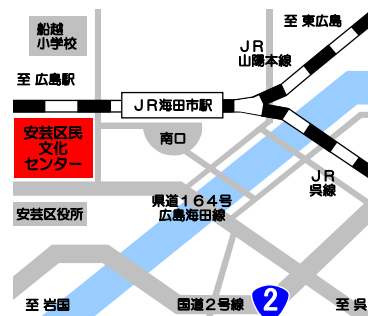 船越
小学校
至 東広島
ＪＲ
山陽本線
至 広島駅
ＪＲ海田市駅
安芸区民
文化
センター
南口
ＪＲ
呉線
県道１６４号
広島海田線
安芸区役所
至 岩国
国道２号線
2
至 呉